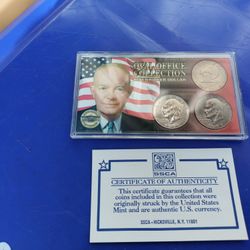 OVAL OFFICE
COLLECTION
SSCA
CERTIFICATE OF AUTHENTICITY
This certificate guarantees that all
coins included in this collection were
originally struck by the United States
Mint and are authentic U.S. currency.
SSCA - HICKSVILLE, N.Y. 11801